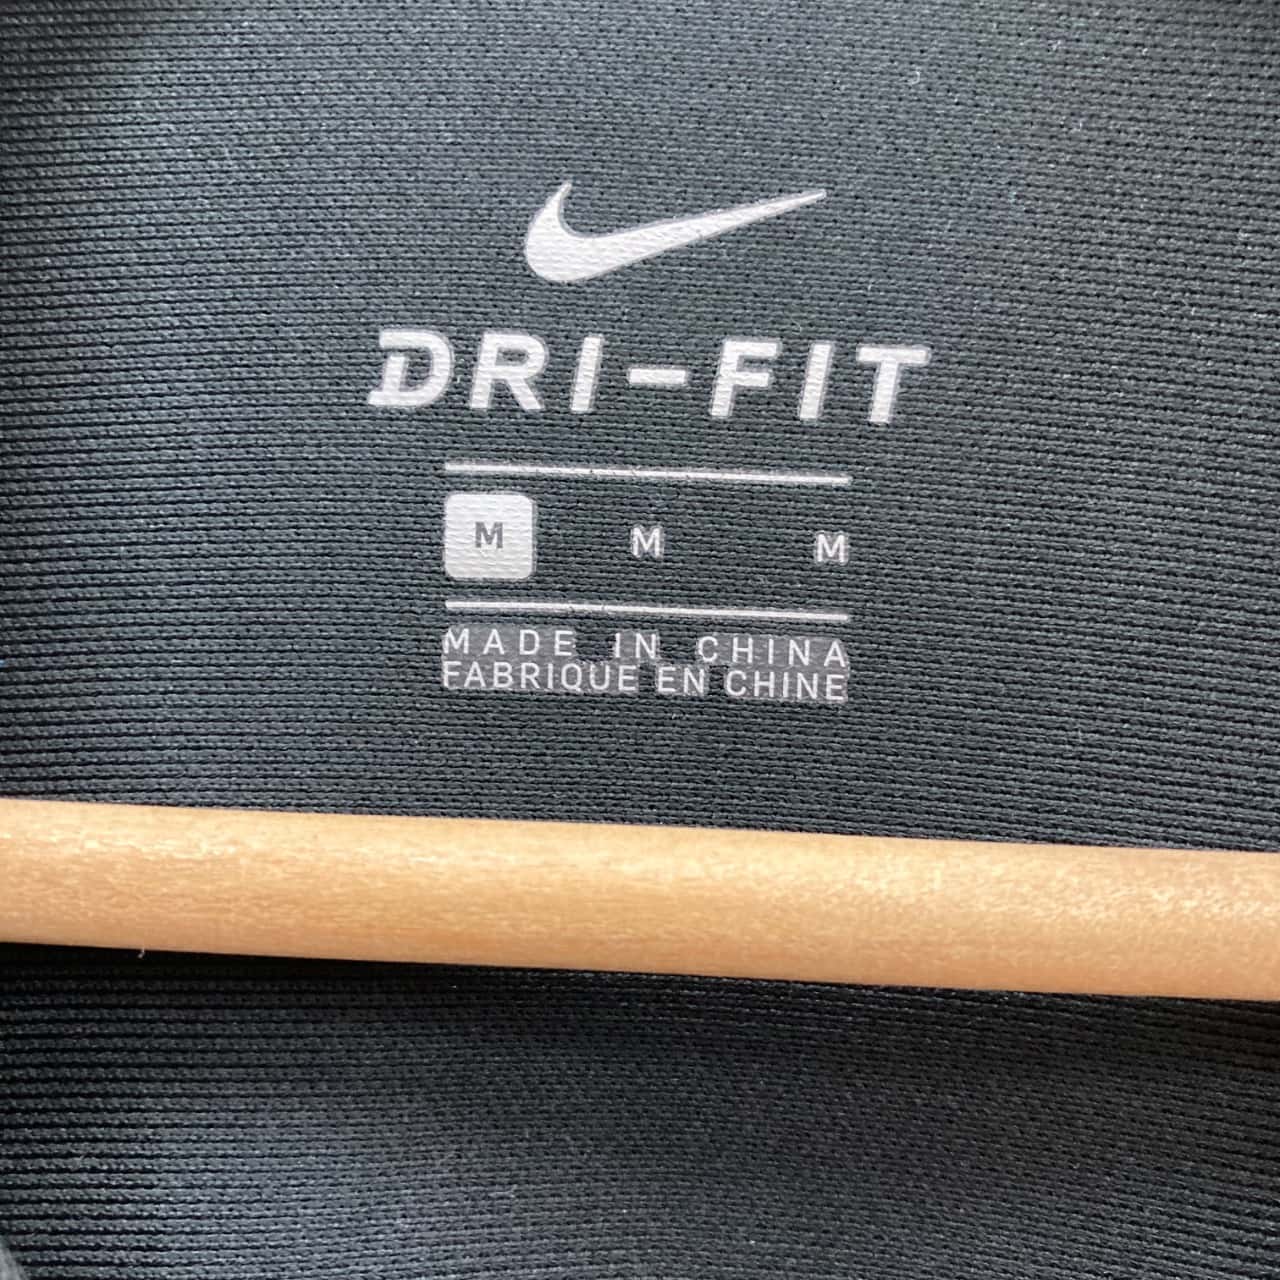 DRI-FIT
M M M
MADE IN CHINA
FABRIQUE EN CHINE